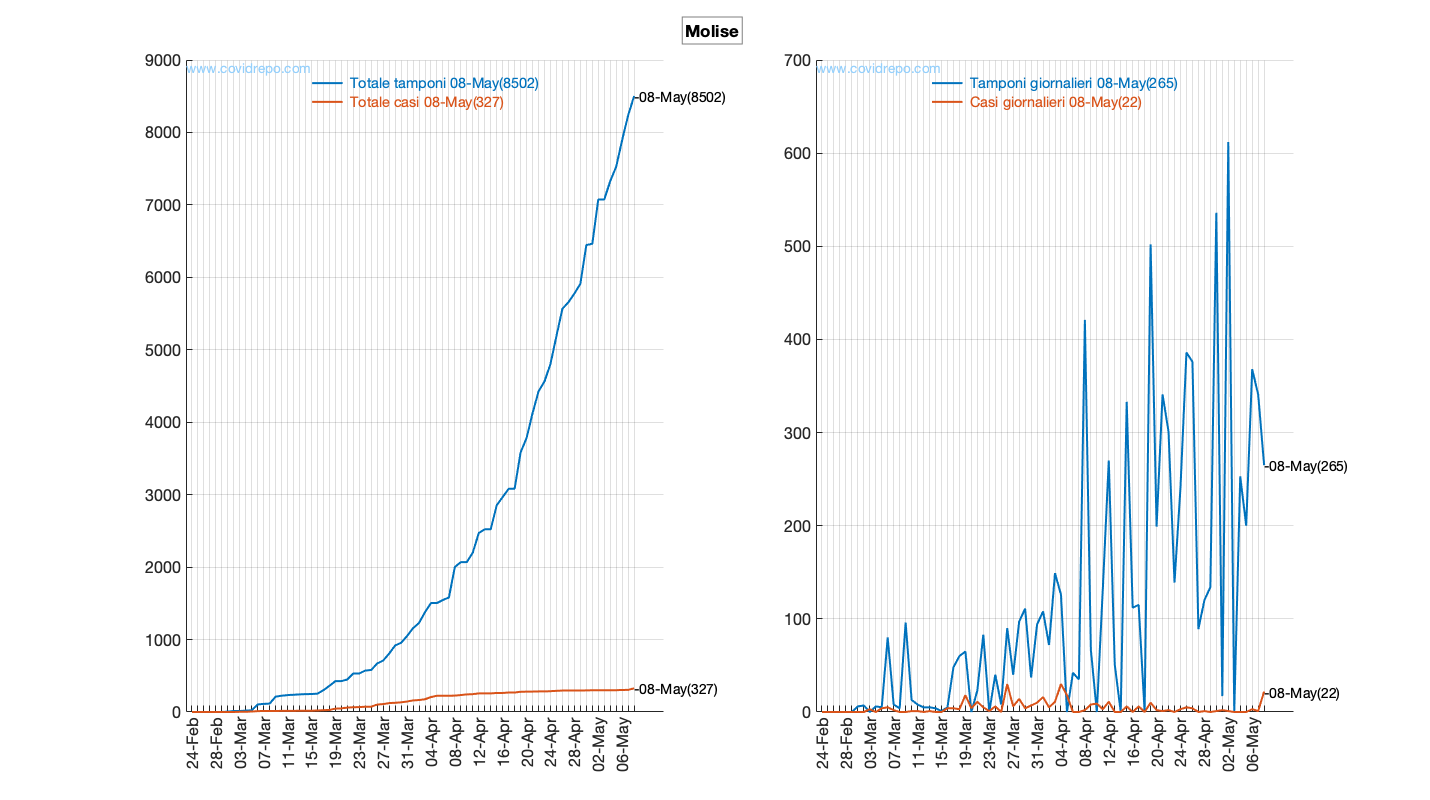 Molise
www.covidrepo.com
Totale tamponi 08-May(8502)
Totale casi 08-May(327)
9000
8000
7000
6000
5000
4000
3000
2000
1000
0
08-May(8502)
08-May(327)
24-Feb
28-Feb
03-Mar
07-Mar
11-Mar
15-Mar
19-Mar
23-Mar
27-Mar
31-Mar
04-Apr
08-Apr
12-Apr
16-Apr
20-Apr
24-Apr
28-Apr
02-May
06-May
www.covidrepo.com
Tamponi giornalieri 08-May(265)
Casi giornalieri 08-May(22)
700
600
500
400
300
200
100
0
08-May(265)
08-May(22)
24-Feb
28-Feb
03-Mar
07-Mar
11-Mar
15-Mar
19-Mar
23-Mar
27-Mar
31-Mar
04-Apr
08-Apr
12-Apr
16-Apr
20-Apr
24-Apr
28-Apr
02-May
06-May